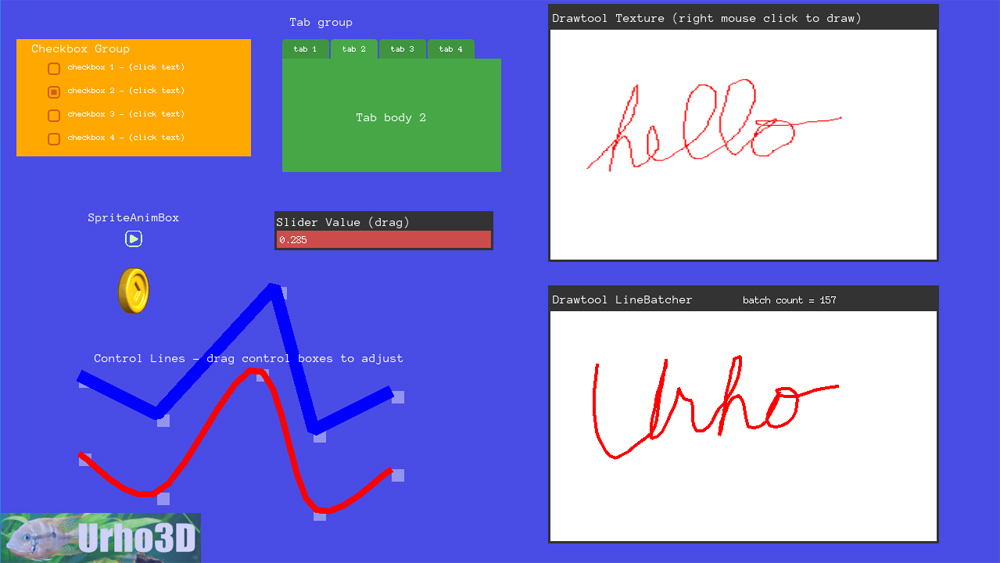 Checkbox Group
checkbox 1 - (click text)
checkbox 2 - (click text)
checkbox 3 - (click text)
checkbox 4 - (click text)
Tab group
tab 1 tab 2 tab 3 tab 4
Tab body 2
Drawtool Texture (right mouse click to draw)
hello
SpriteAnimBox
Slider Value (drag)
0.285
Control Lines - drag control boxes to adjust
Drawtool LineBatcher batch count = 157
Urho
Urho3D